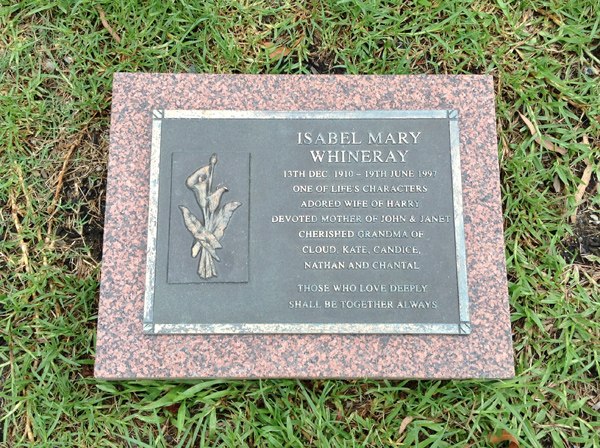 ISABEL MARY
WHINERAY
13TH DEC. 1910 – 19TH JUNE 1997
ONE OF LIFE'S CHARACTERS
ADORED WIFE OF HARRY
DEVOTED MOTHER OF JOHN & JANET
CHERISHED GRANDMA OF
CLOUD, KATE, CANDICE,
NATHAN AND CHANTAL
THOSE WHO LOVE DEEPLY
SHALL BE TOGETHER ALWAYS